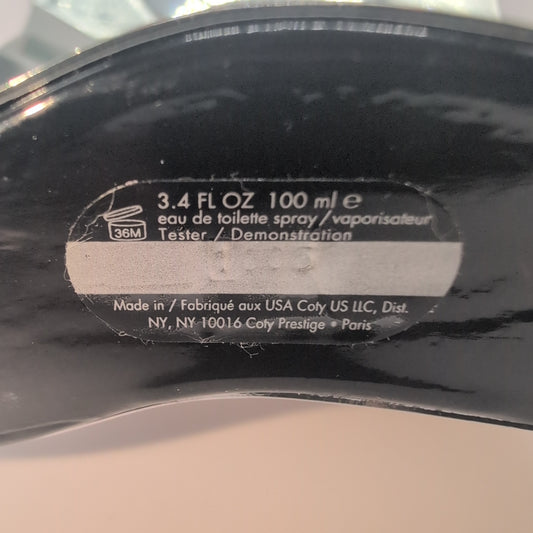 3.4 FL OZ 100 ml ℮
eau de toilette spray/vaporisateur
36M
Tester / Demonstration
Made in / Fabriqué aux USA Coty US LLC, Dist.
NY, NY 10016 Coty Prestige • Paris